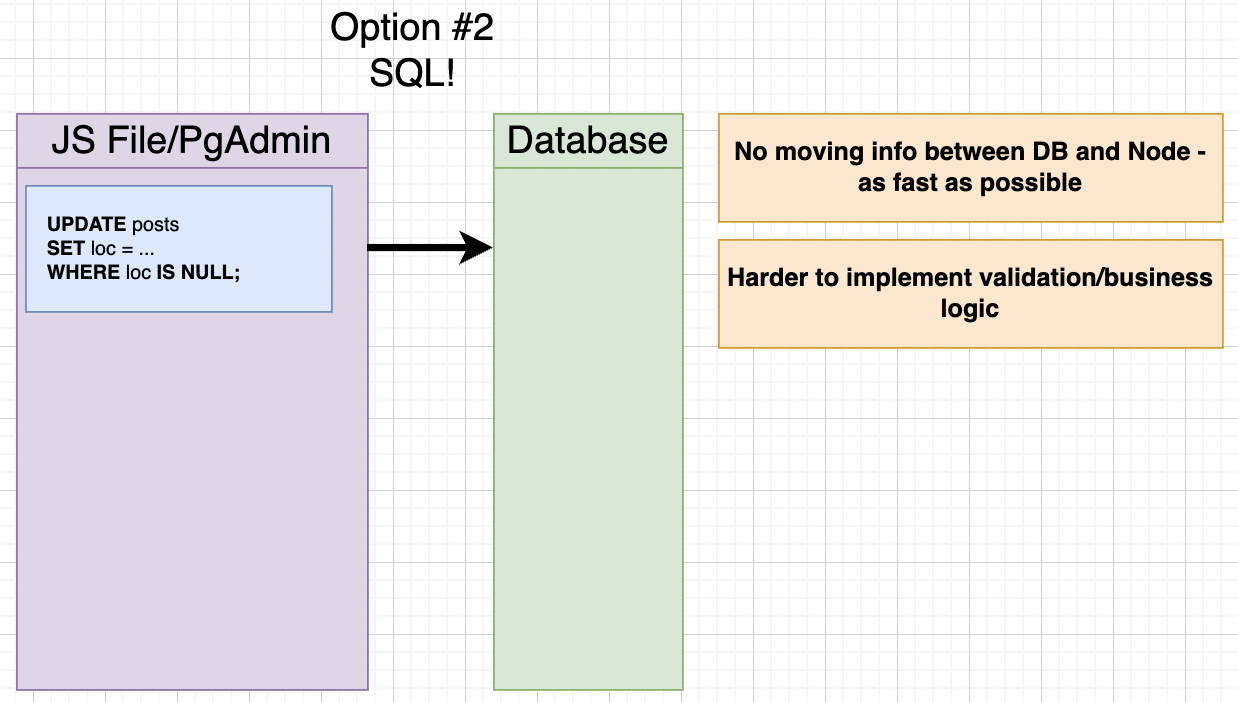 Option #2
SQL!
JS File/PgAdmin
UPDATE posts
SET loc = ...
WHERE loc IS NULL;
Database
No moving info between DB and Node -
as fast as possible
Harder to implement validation/business
logic